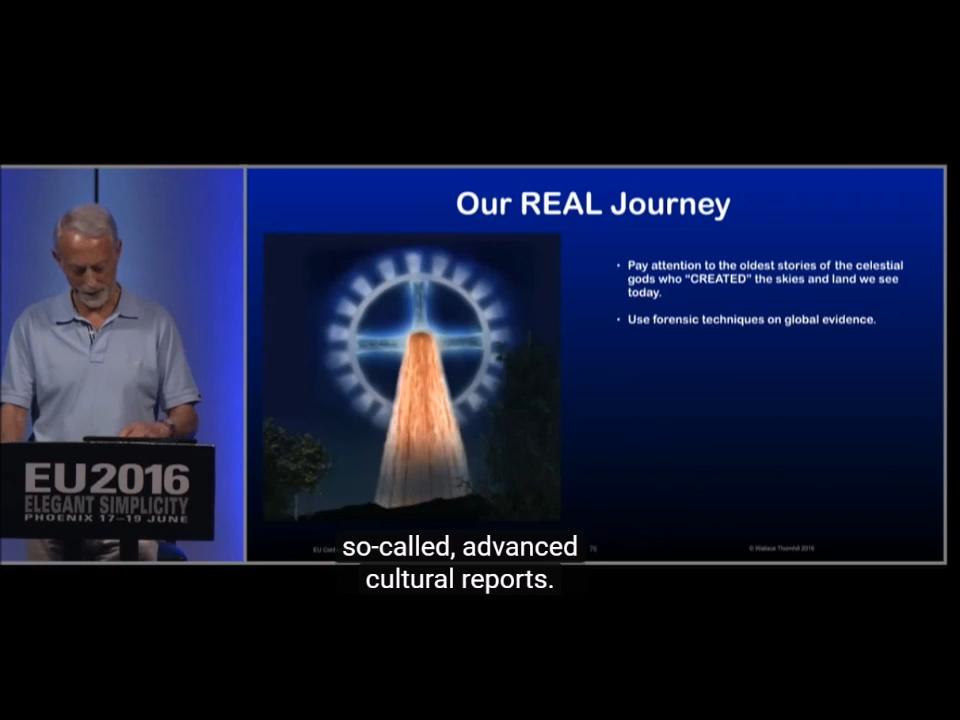 Our REAL Journey
• Pay attention to the oldest stories of the celestial
gods who “CREATED” the skies and land we see
today.
• Use forensic techniques on global evidence.
EU2016
ELEGANT SIMPLICITY
PHOENIX 17–19 JUNE
EU
76
© Wallace Thornhill 2016
so-called, advanced
cultural reports.